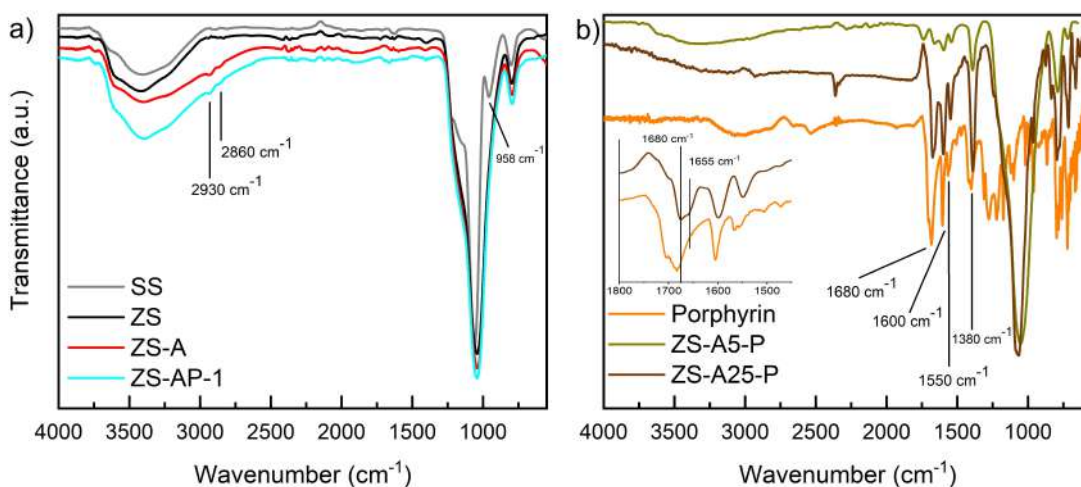 a)
Transmittance (a.u.)
2860 cm⁻¹
2930 cm⁻¹
958 cm⁻¹
SS
ZS
ZS-A
ZS-AP-1
4000 3500 3000 2500 2000 1500 1000
Wavenumber (cm⁻¹)
b)
1680 cm⁻¹
1655 cm⁻¹
1800 1700 1600 1500
1680 cm⁻¹
1600 cm⁻¹
1380 cm⁻¹
1550 cm⁻¹
Porphyrin
ZS-A5-P
ZS-A25-P
4000 3500 3000 2500 2000 1500 1000
Wavenumber (cm⁻¹)